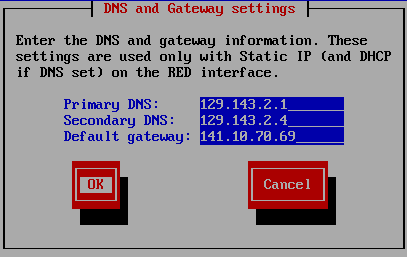 DNS and Gateway settings
Enter the DNS and gateway information. These
settings are used only with Static IP (and DHCP
if DNS set) on the RED interface.
Primary DNS: 129.143.2.1
Secondary DNS: 129.143.2.4
Default gateway: 141.10.70.69
OK Cancel